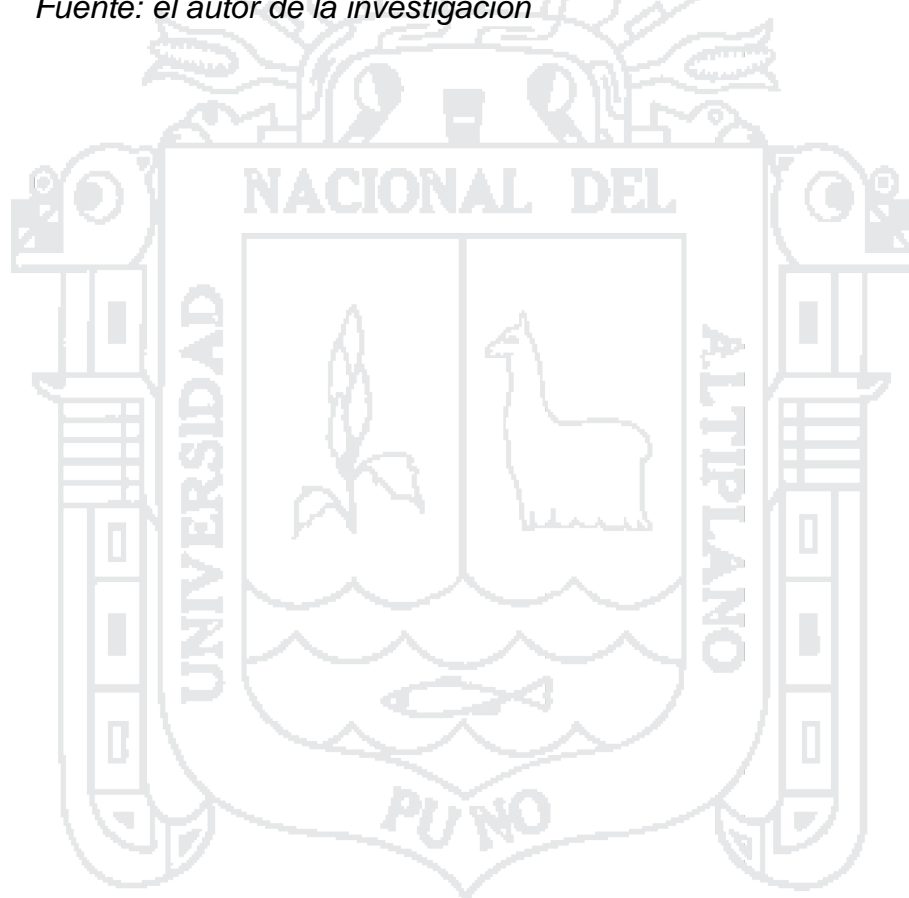 Fuente: el autor de la investigación
NACIONAL DEL
UNIVERSIDAD
ALTIPLANO
PUNO